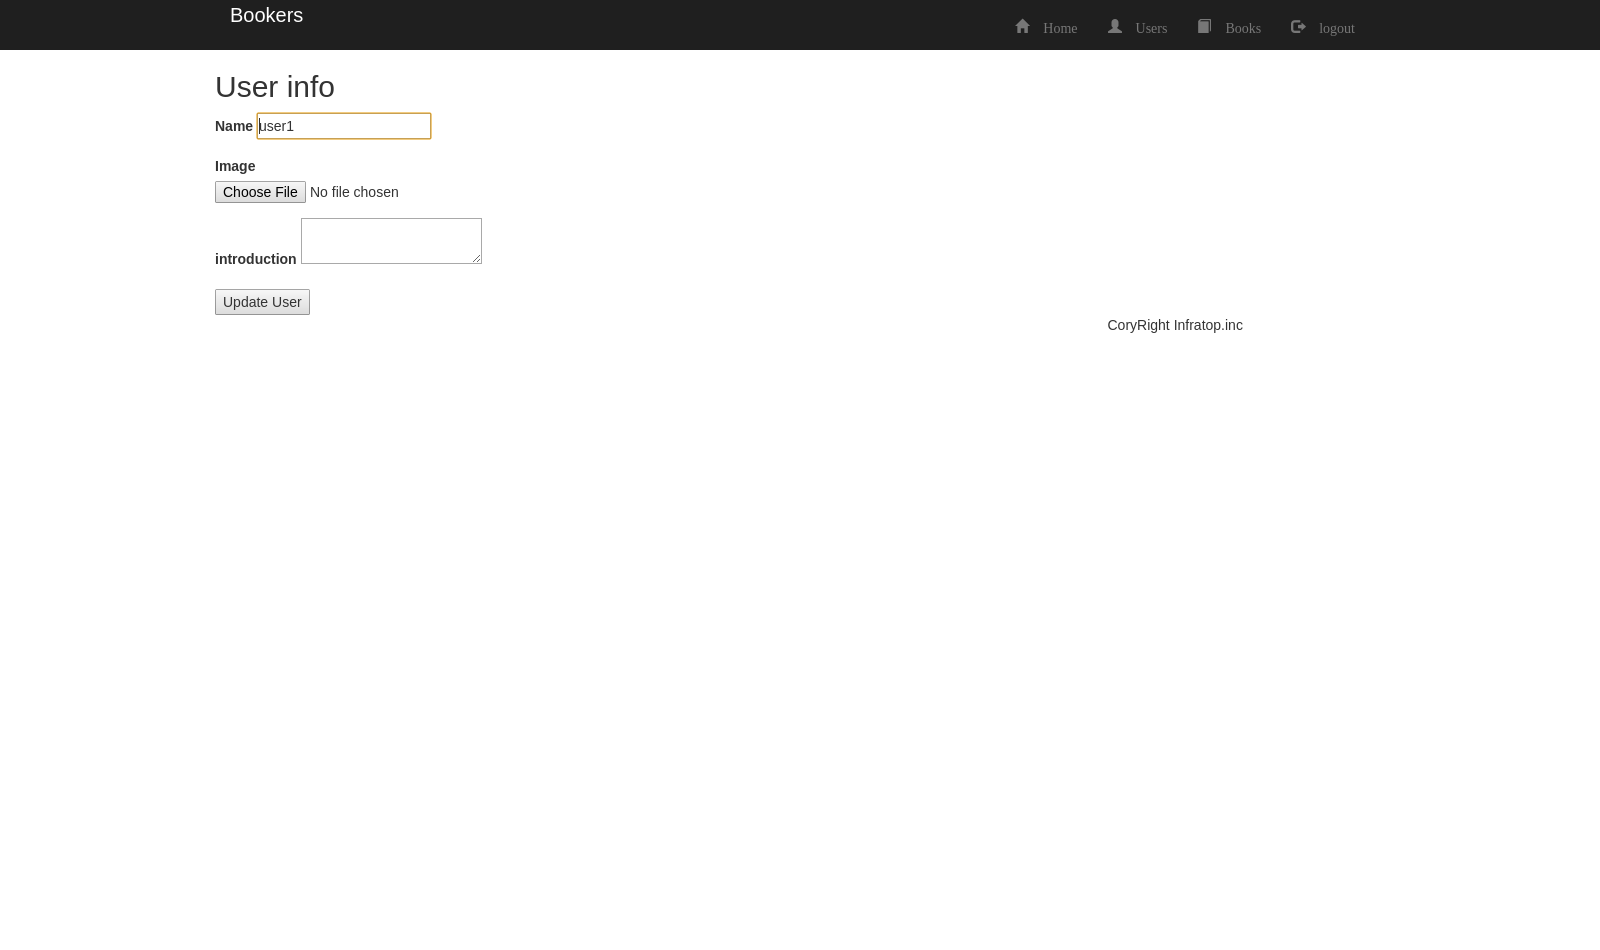 Bookers
Home Users Books logout
User info
Name user1
Image
Choose File No file chosen
introduction
Update User
CoryRight Infratop.inc